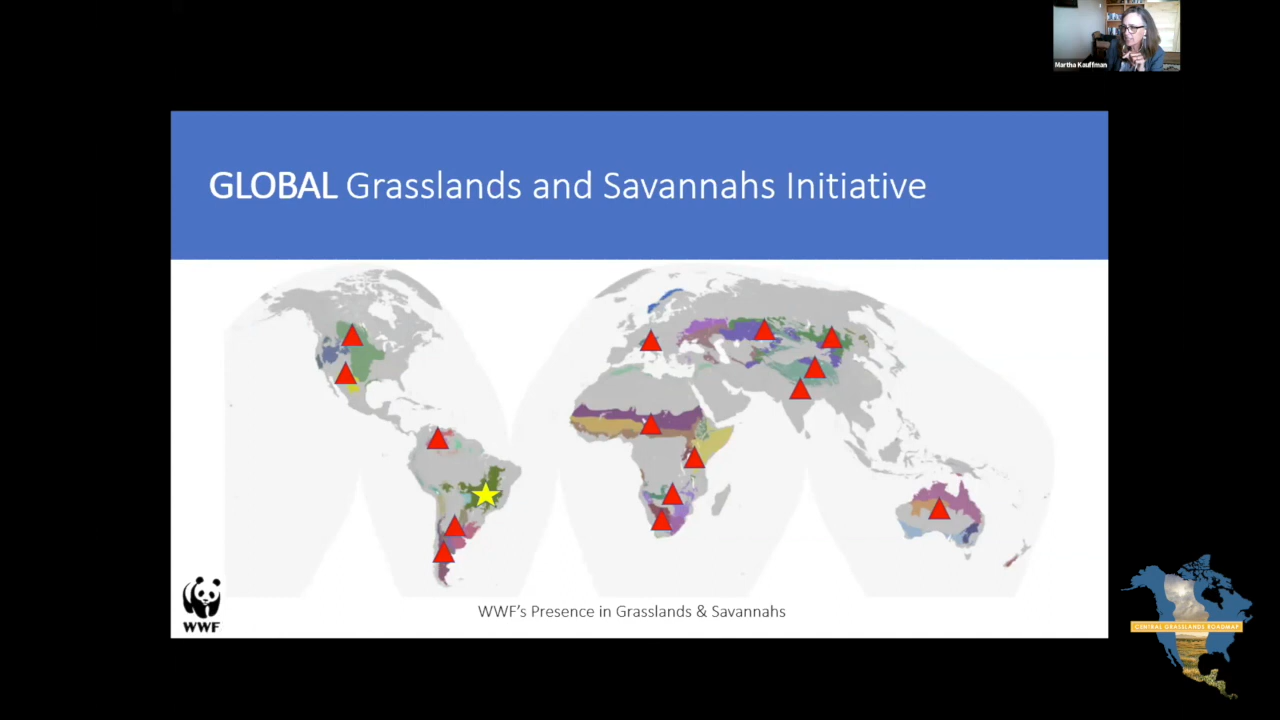 Martha Kauffman
GLOBAL Grasslands and Savannahs Initiative
WWF
WWF's Presence in Grasslands & Savannahs
CENTRAL GRASSLANDS ROADMAP